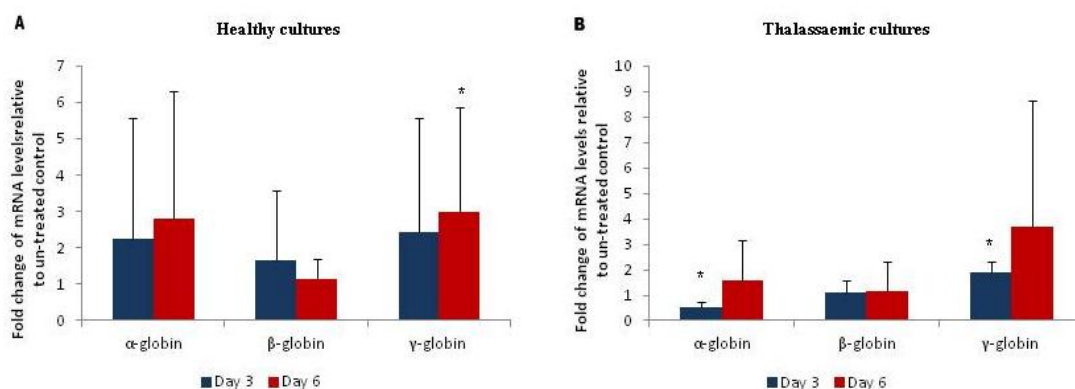 A
Healthy cultures
Fold change of mRNA levelsrelative
to un-treated control
7
6
5
4
3
2
1
0
*
α-globin β-globin γ-globin
Day 3 Day 6
B
Thalassaemic cultures
Fold change of mRNA levels relative
to un-treated control
10
9
8
7
6
5
4
3
2
1
0
* *
α-globin β-globin γ-globin
Day 3 Day 6